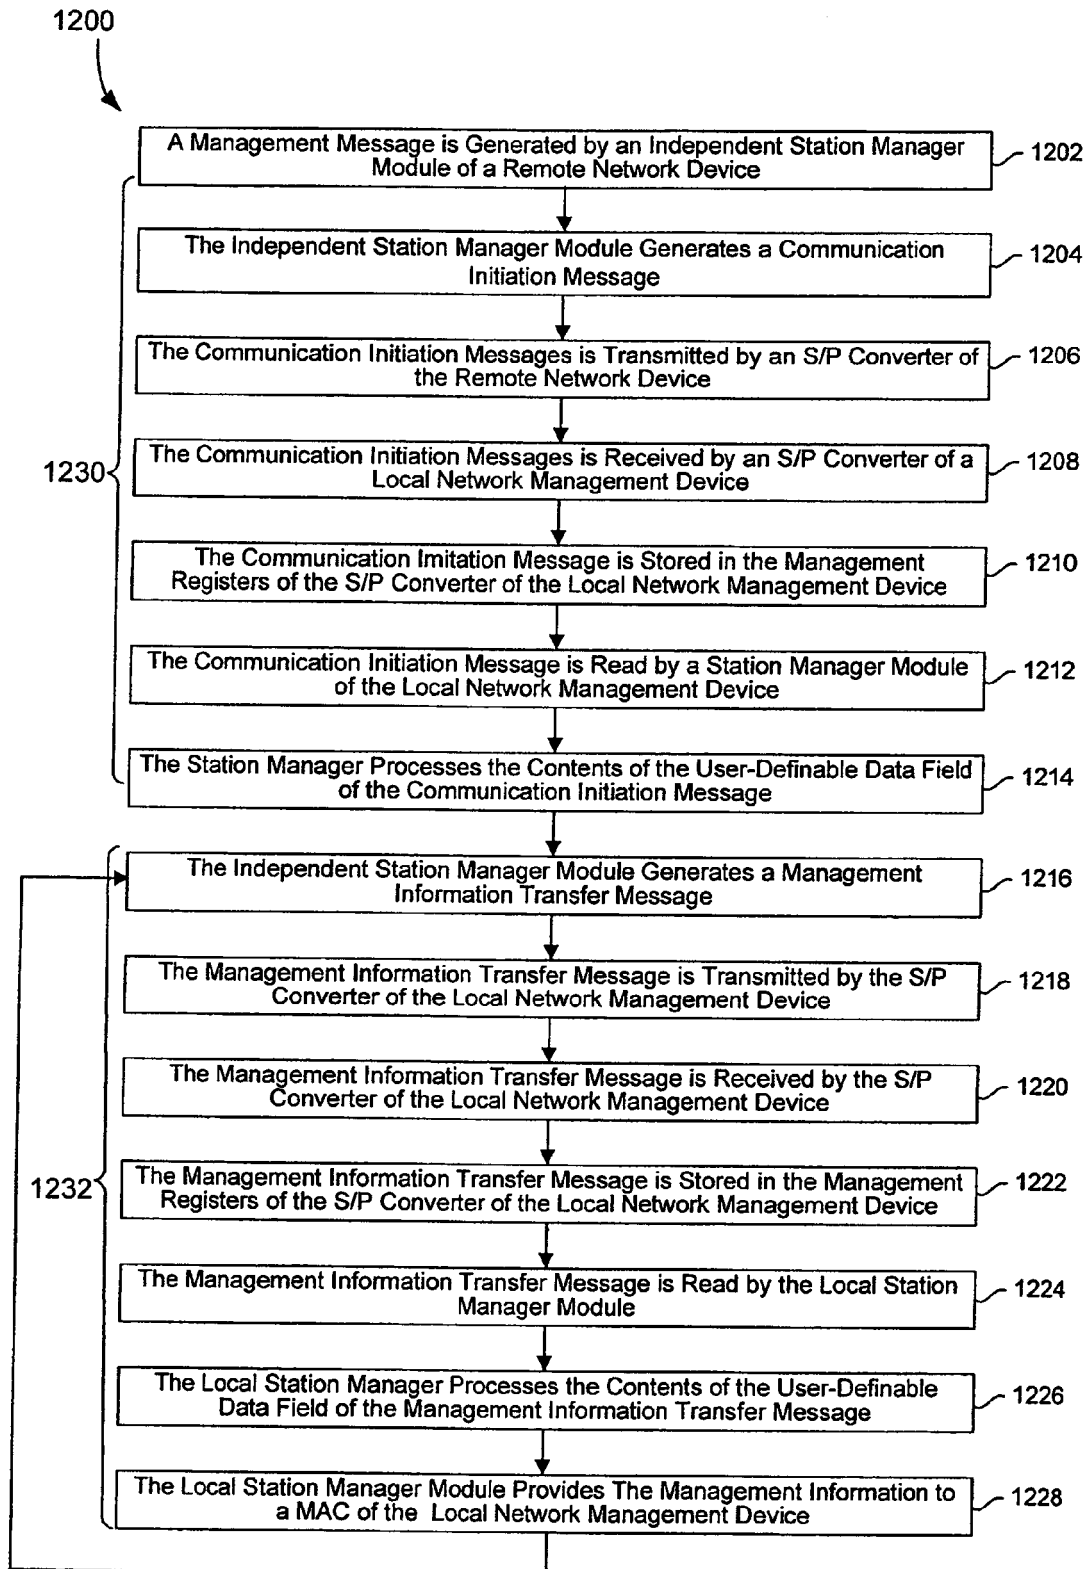 1200
A Management Message is Generated by an Independent Station Manager
Module of a Remote Network Device
1202
The Independent Station Manager Module Generates a Communication
Initiation Message
1204
The Communication Initiation Messages is Transmitted by an S/P Converter of
the Remote Network Device
1206
The Communication Initiation Messages is Received by an S/P Converter of a
Local Network Management Device
1208
1230
The Communication Imitation Message is Stored in the Management
Registers of the S/P Converter of the Local Network Management Device
1210
The Communication Initiation Message is Read by a Station Manager Module
of the Local Network Management Device
1212
The Station Manager Processes the Contents of the User-Definable Data Field
of the Communication Initiation Message
1214
The Independent Station Manager Module Generates a Management
Information Transfer Message
1216
The Management Information Transfer Message is Transmitted by the S/P
Converter of the Local Network Management Device
1218
The Management Information Transfer Message is Received by the S/P
Converter of the Local Network Management Device
1220
1232
The Management Information Transfer Message is Stored in the Management
Registers of the S/P Converter of the Local Network Management Device
1222
The Management Information Transfer Message is Read by the Local Station
Manager Module
1224
The Local Station Manager Processes the Contents of the User-Definable
Data Field of the Management Information Transfer Message
1226
The Local Station Manager Module Provides The Management Information to
a MAC of the Local Network Management Device
1228